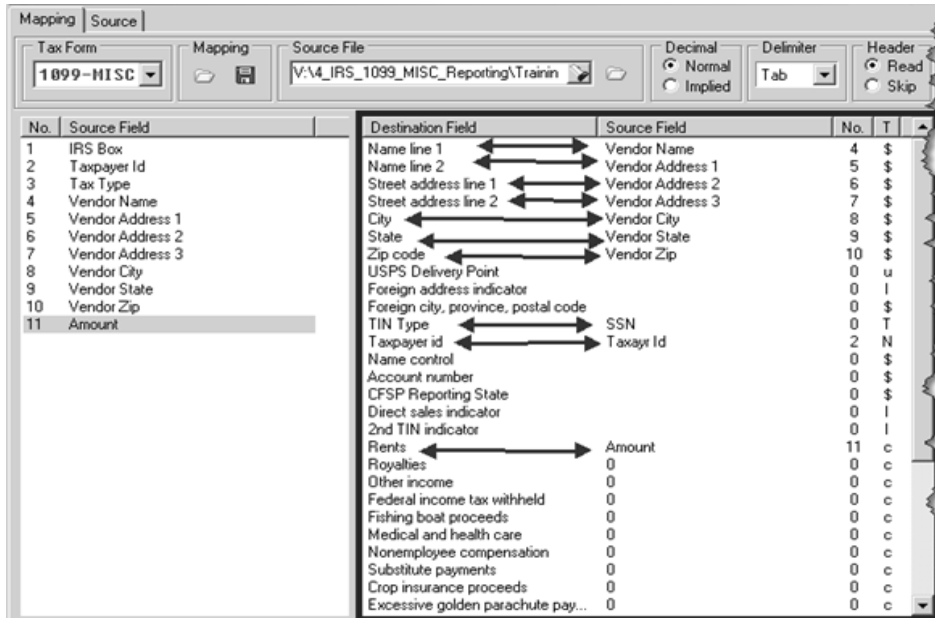 Mapping Source
Tax Form Mapping Source File Decimal Delimiter Header
1099-MISC V:\4_IRS_1099_MISC_Reporting\Trainin Normal Tab Read
Implied Skip
No. Source Field
1 IRS Box
2 Taxpayer Id
3 Tax Type
4 Vendor Name
5 Vendor Address 1
6 Vendor Address 2
7 Vendor Address 3
8 Vendor City
9 Vendor State
10 Vendor Zip
11 Amount
Destination Field Source Field No. T
Name line 1 Vendor Name 4 $
Name line 2 Vendor Address 1 5 $
Street address line 1 Vendor Address 2 6 $
Street address line 2 Vendor Address 3 7 $
City Vendor City 8 $
State Vendor State 9 $
Zip code Vendor Zip 10 $
USPS Delivery Point 0 u
Foreign address indicator 0 I
Foreign city, province, postal code 0 $
TIN Type SSN 0 T
Taxpayer id Taxayr Id 2 N
Name control 0 $
Account number 0 $
CFSP Reporting State 0 $
Direct sales indicator 0 I
2nd TIN indicator 0 I
Rents Amount 11 c
Royalties 0 0 c
Other income 0 0 c
Federal income tax withheld 0 0 c
Fishing boat proceeds 0 0 c
Medical and health care 0 0 c
Nonemployee compensation 0 0 c
Substitute payments 0 0 c
Crop insurance proceeds 0 0 c
Excessive golden parachute pay... 0 0 c